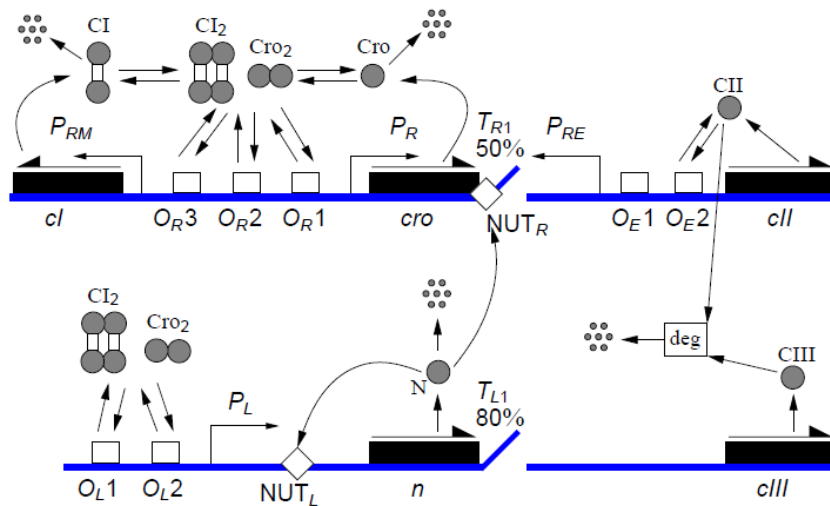 CI
CI2
Cro2
Cro
CII
PRM
PR
TR1
50%
PRE
cI
OR3
OR2
OR1
cro
NUTR
OE1
OE2
cII
CI2
Cro2
deg
CIII
N
PL
TL1
80%
OL1
OL2
NUTL
n
cIII